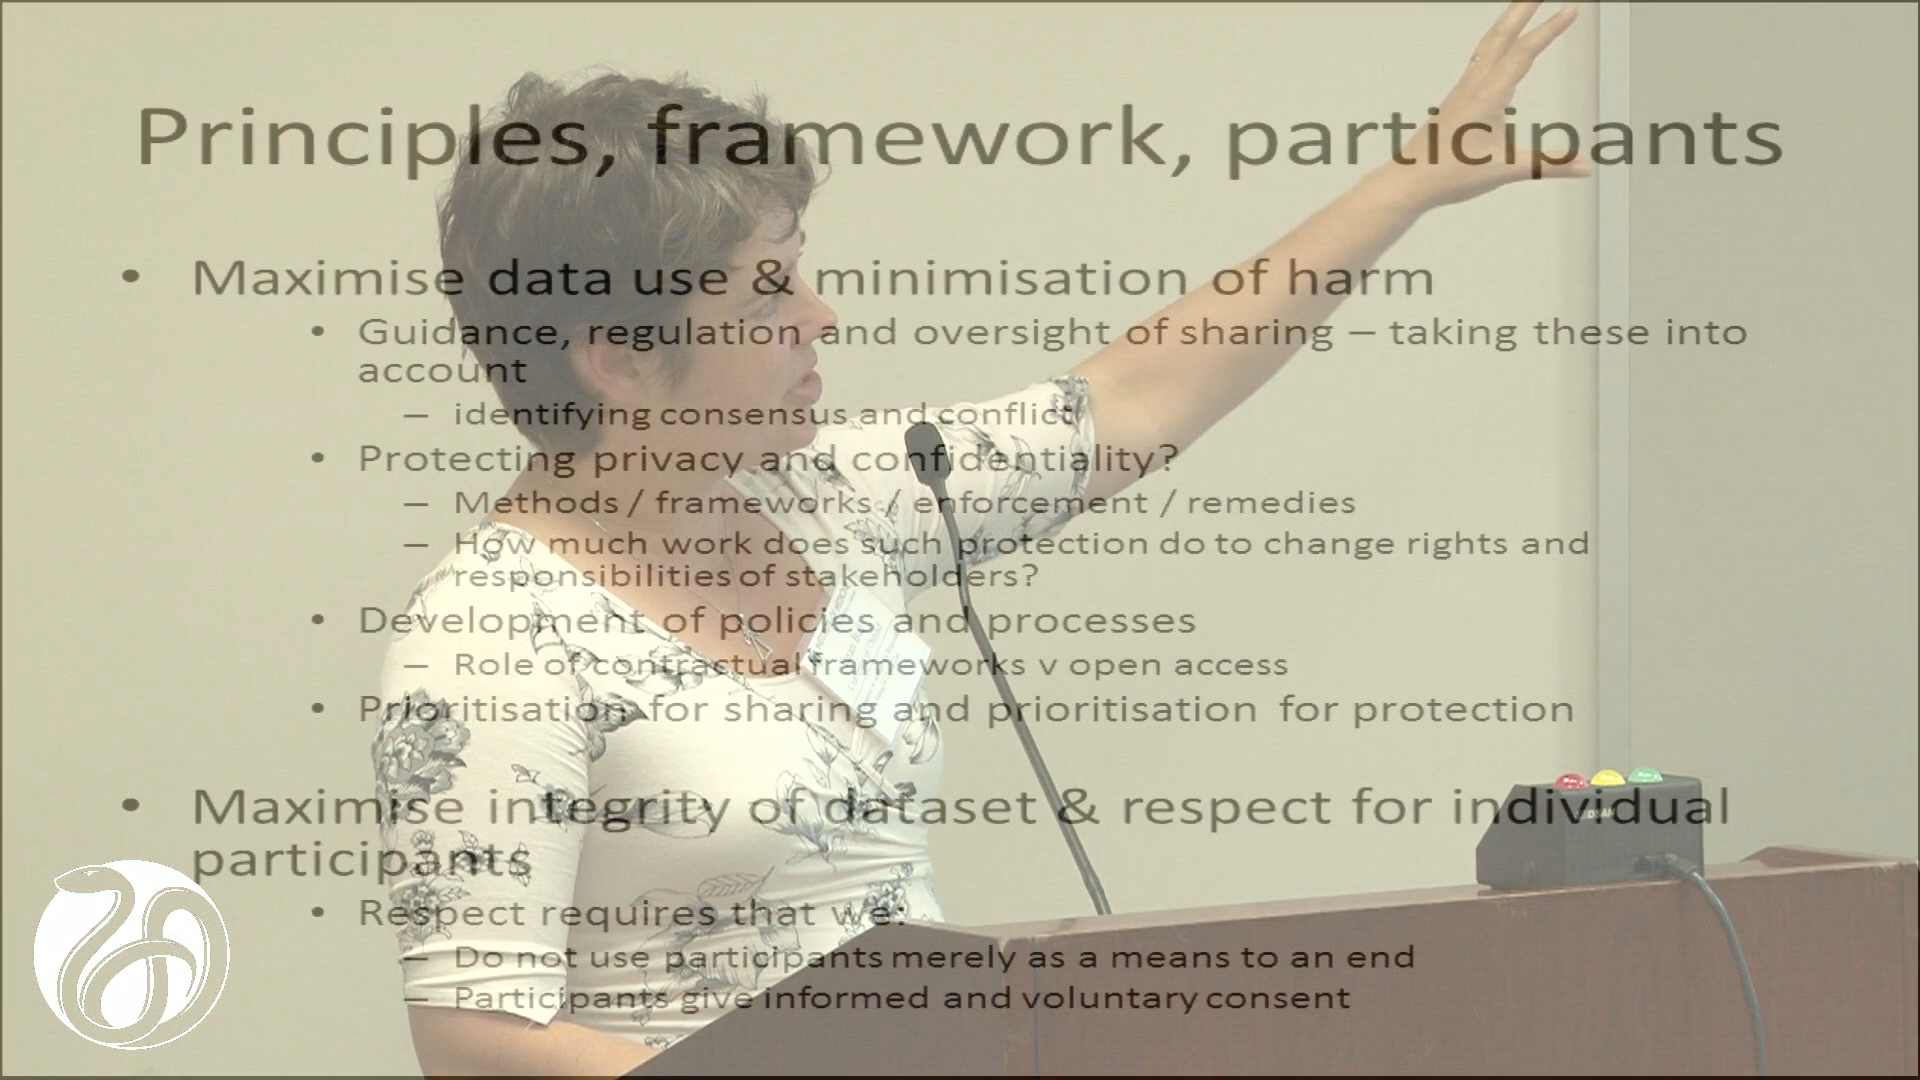 Principles, framework, participants
• Maximise data use & minimisation of harm
• Guidance, regulation and oversight of sharing – taking these into
account
– identifying consensus and conflict
• Protecting privacy and confidentiality?
– Methods / frameworks / enforcement / remedies
– How much work does such protection do to change rights and
responsibilities of stakeholders?
• Development of policies and processes
– Role of contractual frameworks v open access
• Prioritisation for sharing and prioritisation for protection
• Maximise integrity of dataset & respect for individual
participants
• Respect requires that we:
– Do not use participants merely as a means to an end
– Participants give informed and voluntary consent